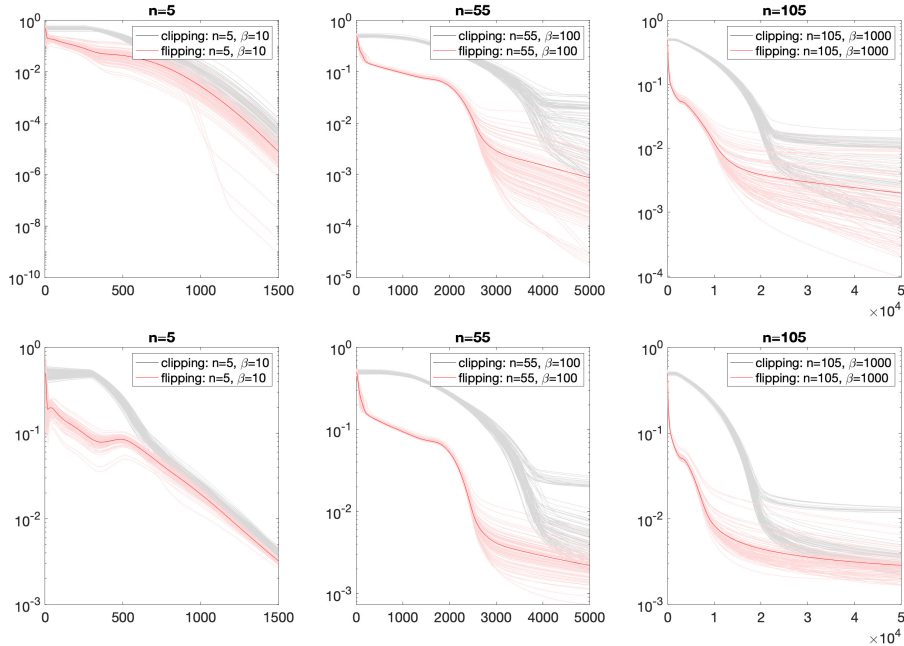 n=5
clipping: n=5, β=10
flipping: n=5, β=10
10^0
10^-2
10^-4
10^-6
10^-8
10^-10
0 500 1000 1500
n=55
clipping: n=55, β=100
flipping: n=55, β=100
10^0
10^-1
10^-2
10^-3
10^-4
10^-5
0 1000 2000 3000 4000 5000
n=105
clipping: n=105, β=1000
flipping: n=105, β=1000
10^0
10^-1
10^-2
10^-3
10^-4
0 1 2 3 4 5
×10^4
n=5
clipping: n=5, β=10
flipping: n=5, β=10
10^0
10^-1
10^-2
10^-3
0 500 1000 1500
n=55
clipping: n=55, β=100
flipping: n=55, β=100
10^0
10^-1
10^-2
10^-3
0 1000 2000 3000 4000 5000
n=105
clipping: n=105, β=1000
flipping: n=105, β=1000
10^0
10^-1
10^-2
10^-3
0 1 2 3 4 5
×10^4